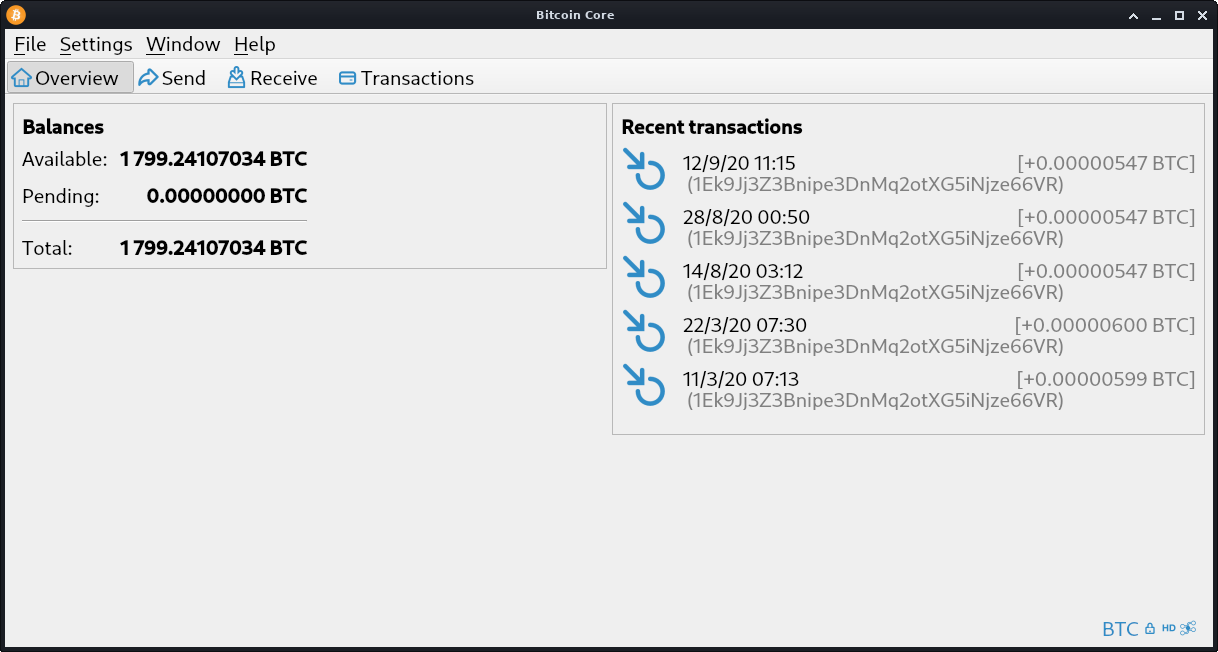 Bitcoin Core
File Settings Window Help
Overview Send Receive Transactions
Balances
Available: 1 799.24107034 BTC
Pending: 0.00000000 BTC
Total: 1 799.24107034 BTC
Recent transactions
12/9/20 11:15 [+0.00000547 BTC]
(1Ek9Jj3Z3Bnipe3DnMq2otXG5iNjze66VR)
28/8/20 00:50 [+0.00000547 BTC]
(1Ek9Jj3Z3Bnipe3DnMq2otXG5iNjze66VR)
14/8/20 03:12 [+0.00000547 BTC]
(1Ek9Jj3Z3Bnipe3DnMq2otXG5iNjze66VR)
22/3/20 07:30 [+0.00000600 BTC]
(1Ek9Jj3Z3Bnipe3DnMq2otXG5iNjze66VR)
11/3/20 07:13 [+0.00000599 BTC]
(1Ek9Jj3Z3Bnipe3DnMq2otXG5iNjze66VR)
BTC HD